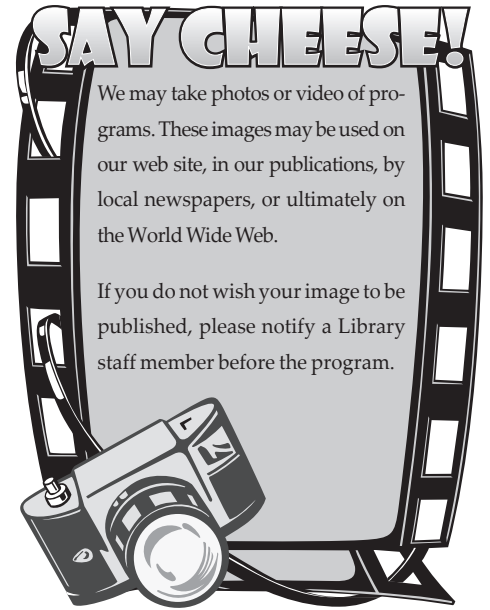 SAY CHEESE!
We may take photos or video of pro-
grams. These images may be used on
our web site, in our publications, by
local newspapers, or ultimately on
the World Wide Web.
If you do not wish your image to be
published, please notify a Library
staff member before the program.